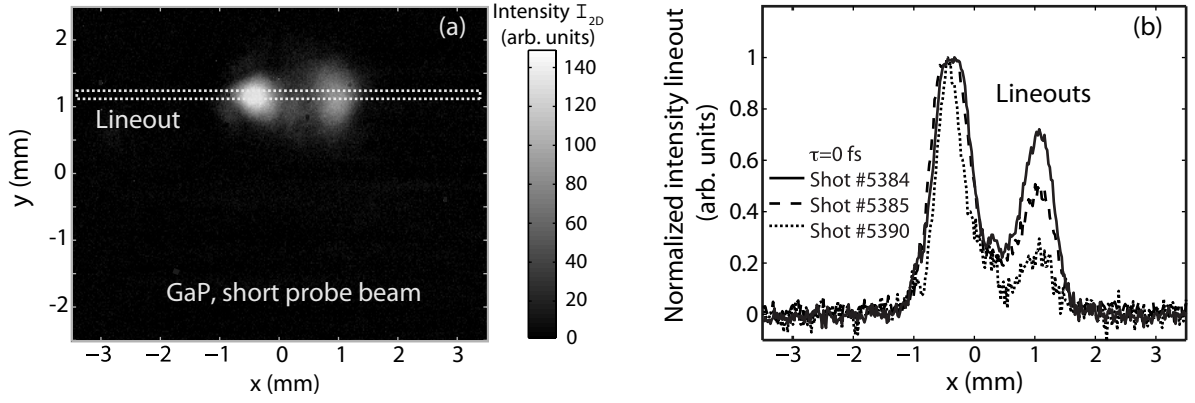 (a)
Intensity I_2D
(arb. units)
2
1
0
-1
-2
y (mm)
Lineout
GaP, short probe beam
−3
−2
−1
0
1
2
3
x (mm)
140
120
100
80
60
40
20
0
(b)
Normalized intensity lineout
(arb. units)
1
0.8
0.6
0.4
0.2
0
Lineouts
τ=0 fs
Shot #5384
Shot #5385
Shot #5390
−3
−2
−1
0
1
2
3
x (mm)